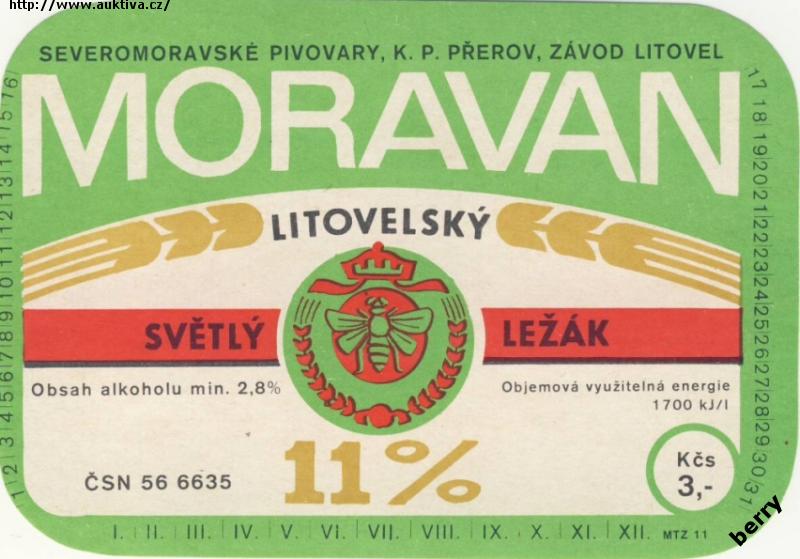 http://www.auktiva.cz/
SEVEROMORAVSKÉ PIVOVARY, K. P. PŘEROV, ZÁVOD LITOVEL
MORAVAN
LITOVELSKÝ
SVĚTLÝ LEŽÁK
Obsah alkoholu min. 2,8%
Objemová využitelná energie
1700 kJ/l
11%
ČSN 56 6635
Kčs
3,-
1|2|3|4|5|6|7|8|9|10|11|12|13|14|15|16|
17|18|19|20|21|22|23|24|25|26|27|28|29|30|31
I. | II. | III. | IV. | V. | VI. | VII. | VIII. | IX. | X. | XI. | XII. MTZ 11
berry